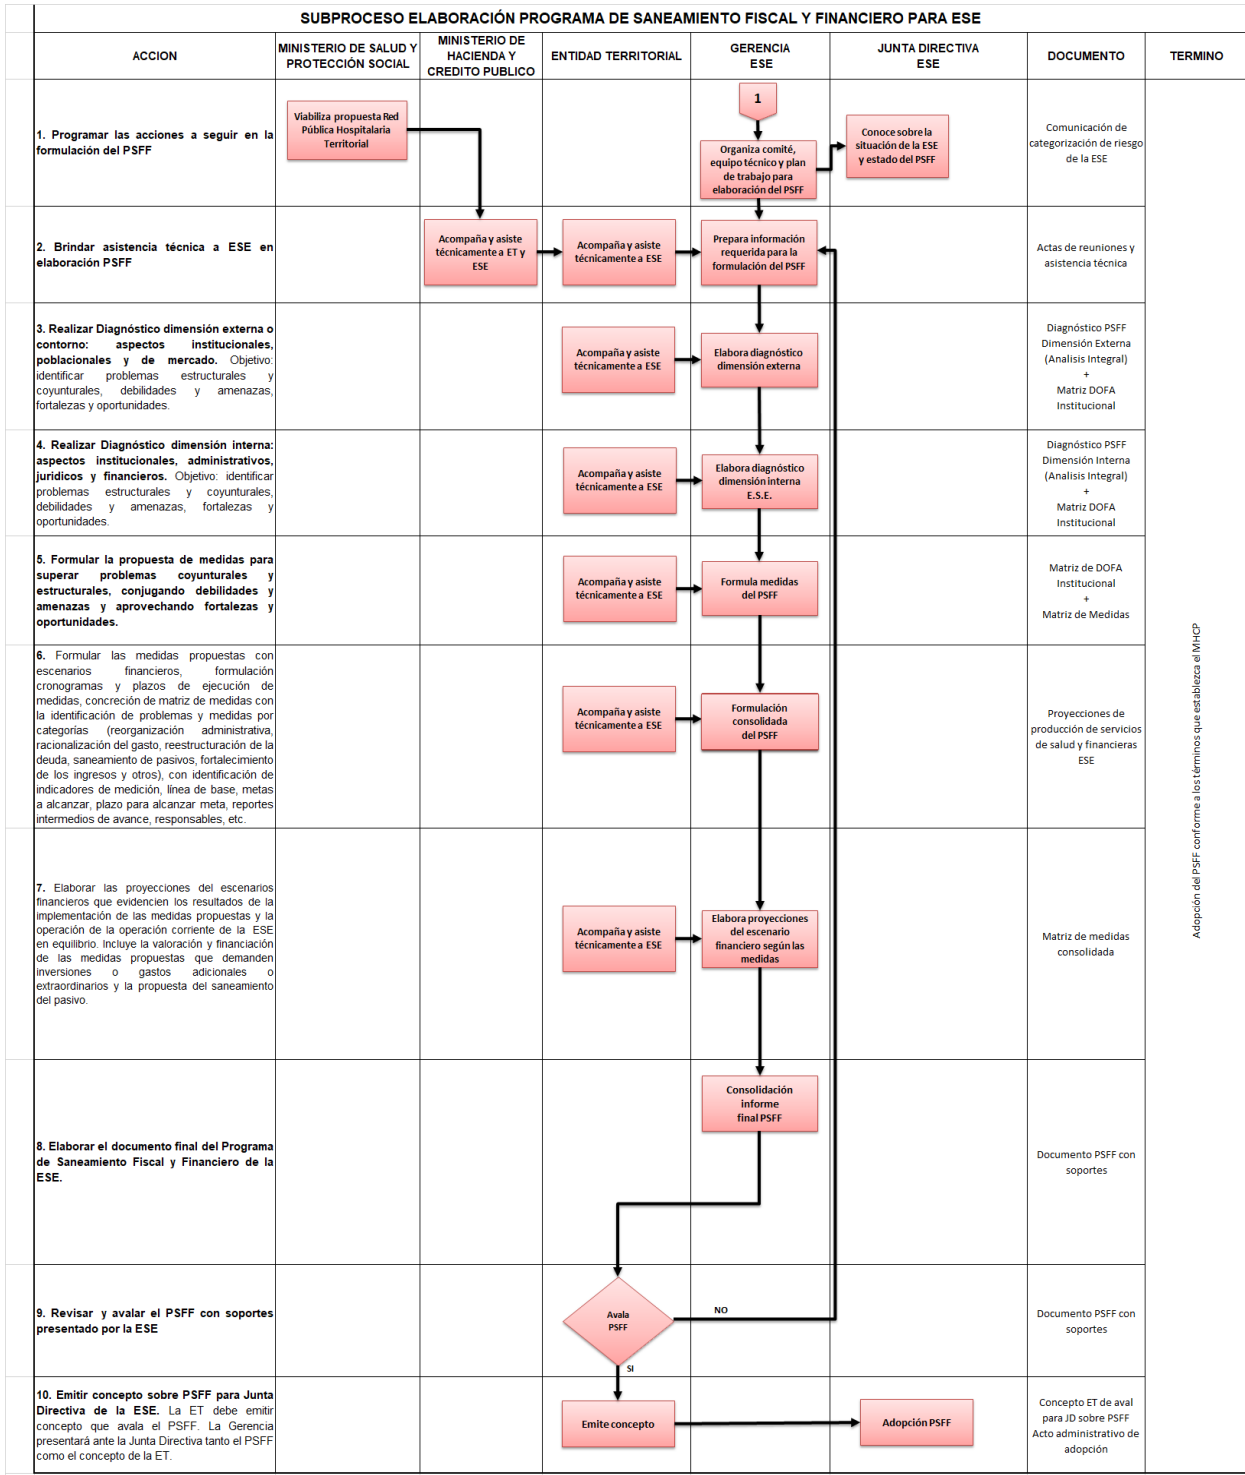 SUBPROCESO ELABORACIÓN PROGRAMA DE SANEAMIENTO FISCAL Y FINANCIERO PARA ESE
ACCION
MINISTERIO DE SALUD Y
PROTECCIÓN SOCIAL
MINISTERIO DE
HACIENDA Y
CREDITO PUBLICO
ENTIDAD TERRITORIAL
GERENCIA
ESE
JUNTA DIRECTIVA
ESE
DOCUMENTO
TERMINO
1. Programar las acciones a seguir en la
formulación del PSFF
Viabiliza propuesta Red
Pública Hospitalaria
Territorial
1
Organiza comité,
equipo técnico y plan
de trabajo para
elaboración del PSFF
Conoce sobre la
situación de la ESE
y estado del PSFF
Comunicación de
categorización de riesgo
de la ESE
2. Brindar asistencia técnica a ESE en
elaboración PSFF
Acompaña y asiste
técnicamente a ET y
ESE
Acompaña y asiste
técnicamente a ESE
Prepara información
requerida para la
formulación del PSFF
Actas de reuniones y
asistencia técnica
3. Realizar Diagnóstico dimensión externa o
contorno: aspectos institucionales,
poblacionales y de mercado. Objetivo:
identificar problemas estructurales y
coyunturales, debilidades y amenazas,
fortalezas y oportunidades.
Acompaña y asiste
técnicamente a ESE
Elabora diagnóstico
dimensión externa
Diagnóstico PSFF
Dimensión Externa
(Analisis Integral)
+
Matriz DOFA
Institucional
4. Realizar Diagnóstico dimensión interna:
aspectos institucionales, administrativos,
juridicos y financieros. Objetivo: identificar
problemas estructurales y coyunturales,
debilidades y amenazas, fortalezas y
oportunidades.
Acompaña y asiste
técnicamente a ESE
Elabora diagnóstico
dimensión interna
E.S.E.
Diagnóstico PSFF
Dimensión Interna
(Analisis Integral)
+
Matriz DOFA
Institucional
5. Formular la propuesta de medidas para
superar problemas coyunturales y
estructurales, conjugando debilidades y
amenazas y aprovechando fortalezas y
oportunidades.
Acompaña y asiste
técnicamente a ESE
Formula medidas
del PSFF
Matriz de DOFA
Institucional
+
Matriz de Medidas
6. Formular las medidas propuestas con
escenarios financieros, formulación
cronogramas y plazos de ejecución de
medidas, concreción de matriz de medidas con
la identificación de problemas y medidas por
categorías (reorganización administrativa,
racionalización del gasto, reestructuración de la
deuda, saneamiento de pasivos, fortalecimiento
de los ingresos y otros), con identificación de
indicadores de medición, línea de base, metas
a alcanzar, plazo para alcanzar meta, reportes
intermedios de avance, responsables, etc.
Acompaña y asiste
técnicamente a ESE
Formulación
consolidada
del PSFF
Proyecciones de
producción de servicios
de salud y financieras
ESE
7. Elaborar las proyecciones del escenarios
financieros que evidencien los resultados de la
implementación de las medidas propuestas y la
operación de la operación corriente de la ESE
en equilibrio. Incluye la valoración y financiación
de las medidas propuestas que demanden
inversiones o gastos adicionales o
extraordinarios y la propuesta del saneamiento
del pasivo.
Acompaña y asiste
técnicamente a ESE
Elabora proyecciones
del escenario
financiero según las
medidas
Matriz de medidas
consolidada
Adopción del PSFF conforme a los términos que establezca el MHCP
8. Elaborar el documento final del Programa
de Saneamiento Fiscal y Financiero de la
ESE.
Consolidación
informe
final PSFF
Documento PSFF con
soportes
9. Revisar y avalar el PSFF con soportes
presentado por la ESE
Avala
PSFF
NO
SI
Documento PSFF con
soportes
10. Emitir concepto sobre PSFF para Junta
Directiva de la ESE. La ET debe emitir
concepto que avala el PSFF. La Gerencia
presentará ante la Junta Directiva tanto el PSFF
como el concepto de la ET.
Emite concepto
Adopción PSFF
Concepto ET de aval
para JD sobre PSFF
Acto administrativo de
adopción